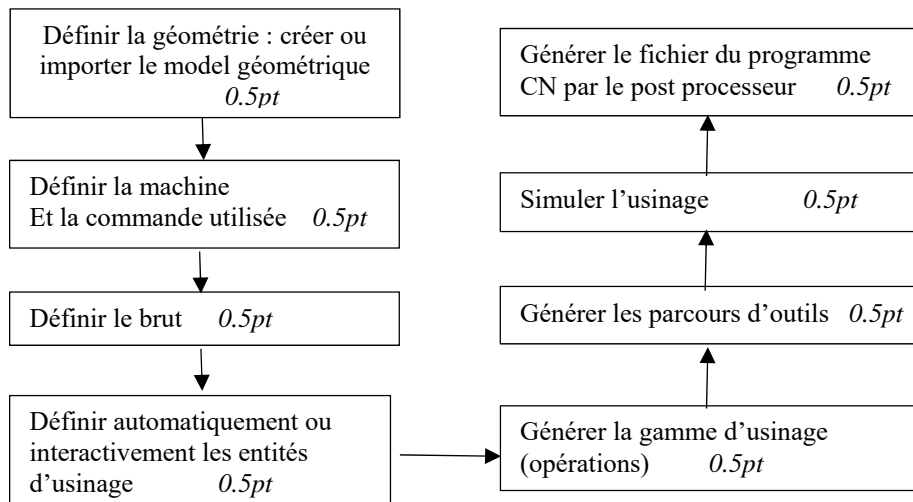 Définir la géométrie : créer ou
importer le model géométrique
0.5pt
Définir la machine
Et la commande utilisée 0.5pt
Définir le brut 0.5pt
Définir automatiquement ou
interactivement les entités
d'usinage 0.5pt
Générer la gamme d'usinage
(opérations) 0.5pt
Générer les parcours d'outils 0.5pt
Simuler l'usinage 0.5pt
Générer le fichier du programme
CN par le post processeur 0.5pt